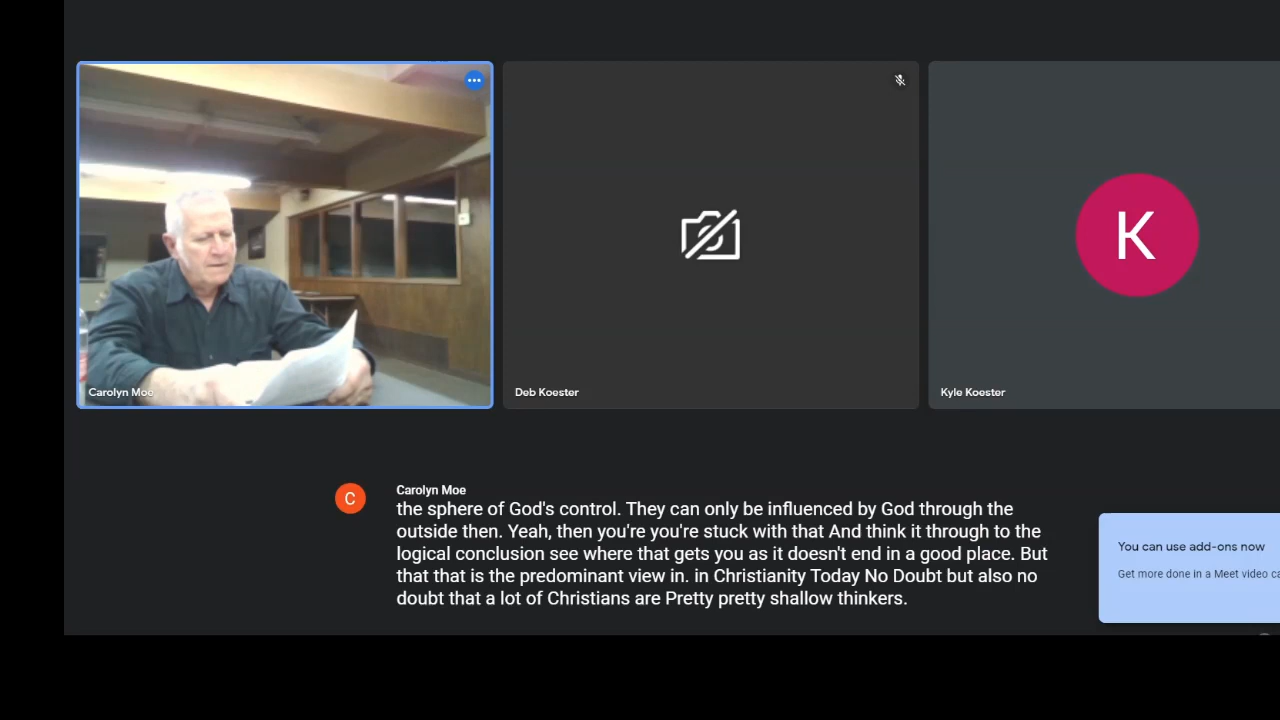 Carolyn Moe
Deb Koester
K
Kyle Koester
C
Carolyn Moe
the sphere of God's control. They can only be influenced by God through the
outside then. Yeah, then you're you're stuck with that And think it through to the
logical conclusion see where that gets you as it doesn't end in a good place. But
that that is the predominant view in. in Christianity Today No Doubt but also no
doubt that a lot of Christians are Pretty pretty shallow thinkers.
You can use add-ons now
Get more done in a Meet video ca